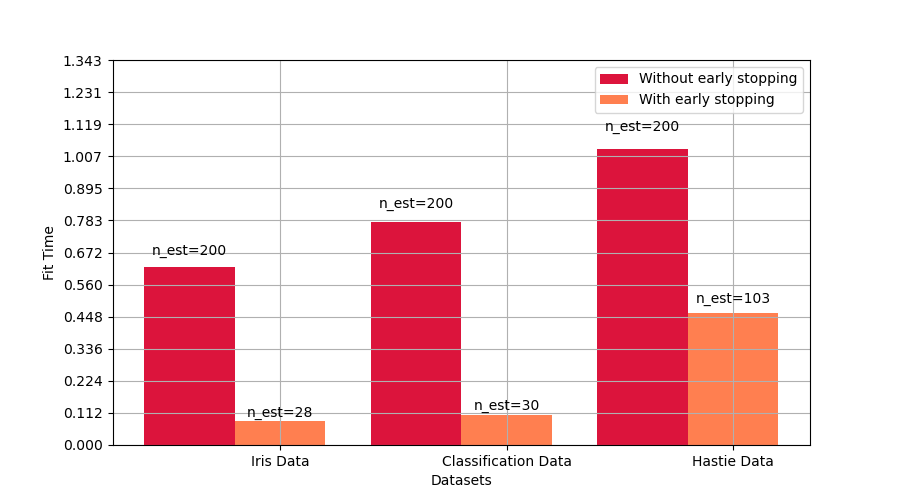 1.343
1.231
1.119
1.007
0.895
0.783
0.672
0.560
0.448
0.336
0.224
0.112
0.000
Fit Time
Without early stopping
With early stopping
n_est=200
n_est=200
n_est=200
n_est=103
n_est=30
n_est=28
Iris Data
Classification Data
Hastie Data
Datasets